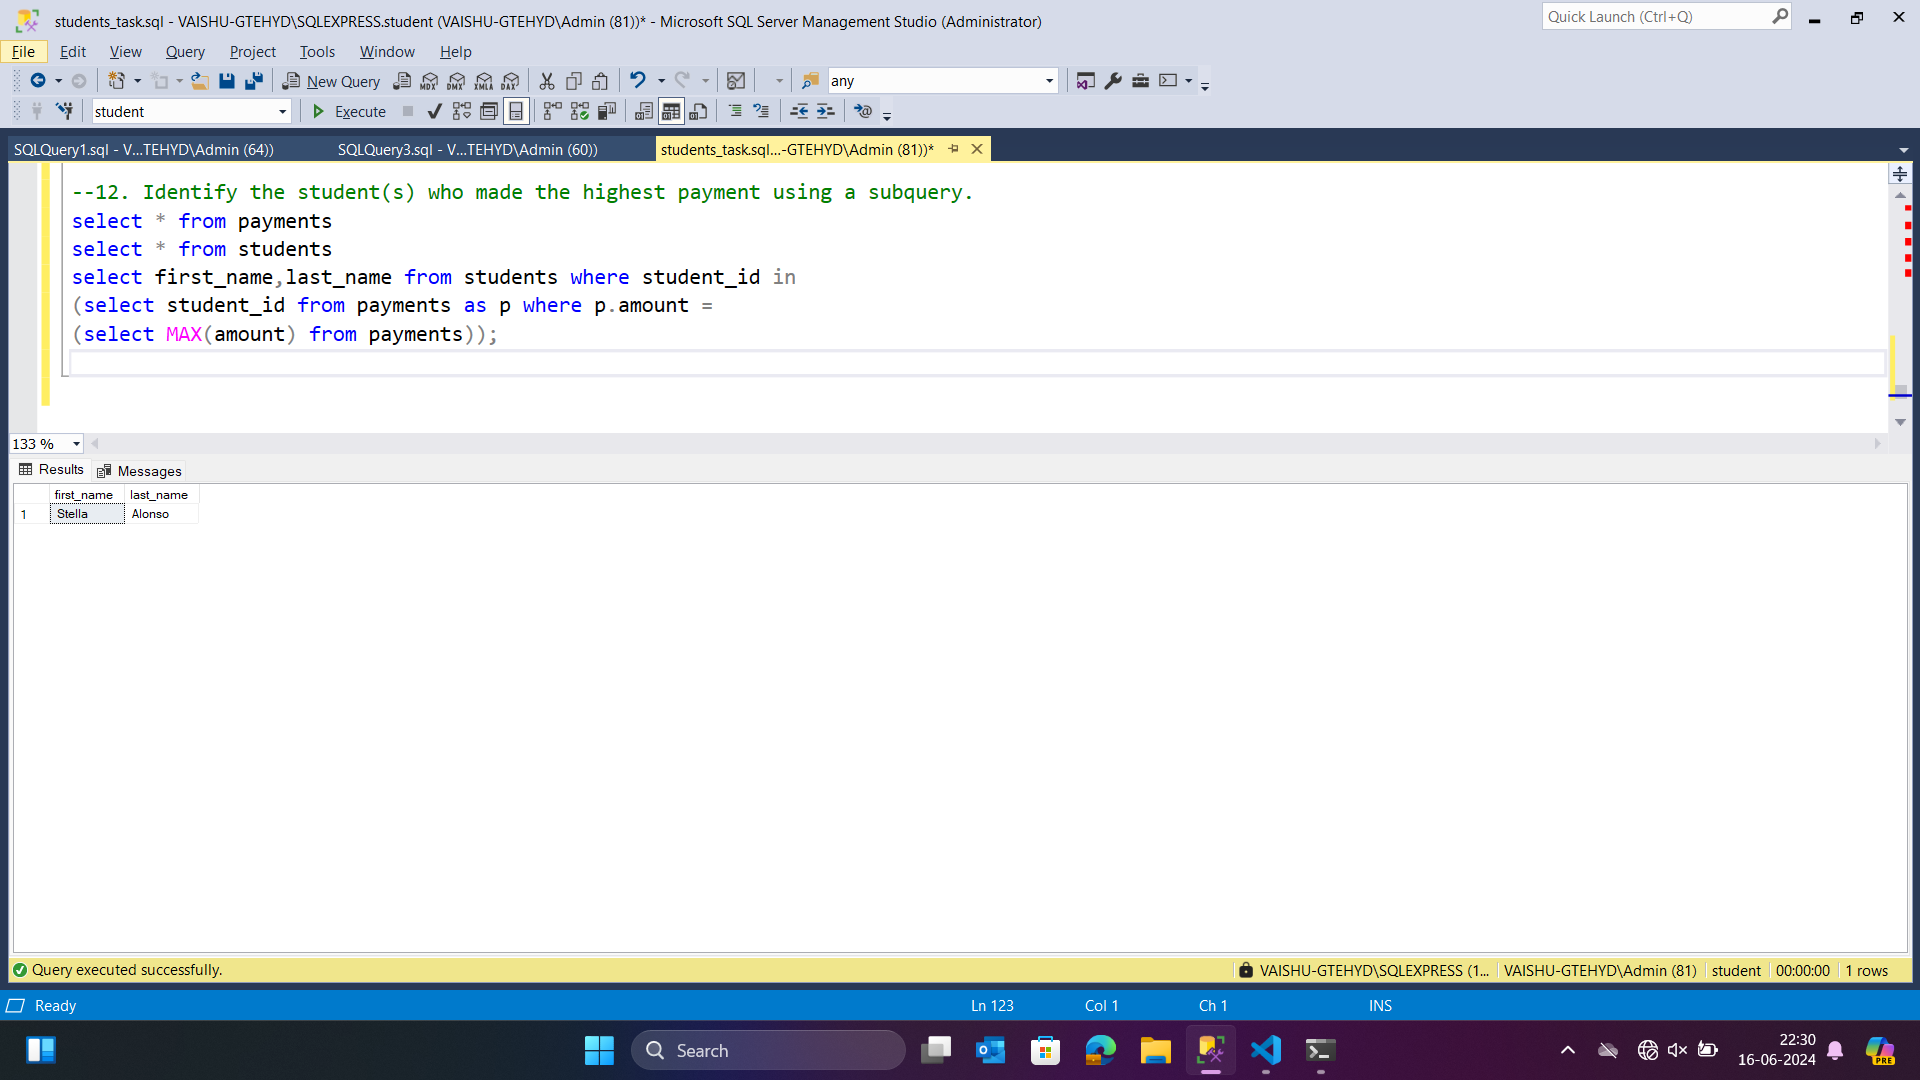 students_task.sql - VAISHU-GTEHYD\SQLEXPRESS.student (VAISHU-GTEHYD\Admin (81))* - Microsoft SQL Server Management Studio (Administrator)
Quick Launch (Ctrl+Q)
File Edit View Query Project Tools Window Help
New Query MDX DMX XMLA DAX any
student Execute
SQLQuery1.sql - V...TEHYD\Admin (64)) SQLQuery3.sql - V...TEHYD\Admin (60)) students_task.sql...-GTEHYD\Admin (81))*
--12. Identify the student(s) who made the highest payment using a subquery.
select * from payments
select * from students
select first_name,last_name from students where student_id in
(select student_id from payments as p where p.amount =
(select MAX(amount) from payments));
133 %
Results Messages
first_name last_name
1 Stella Alonso
Query executed successfully. VAISHU-GTEHYD\SQLEXPRESS (1... VAISHU-GTEHYD\Admin (81) student 00:00:00 1 rows
Ready Ln 123 Col 1 Ch 1 INS
Search
22:30
16-06-2024
PRE